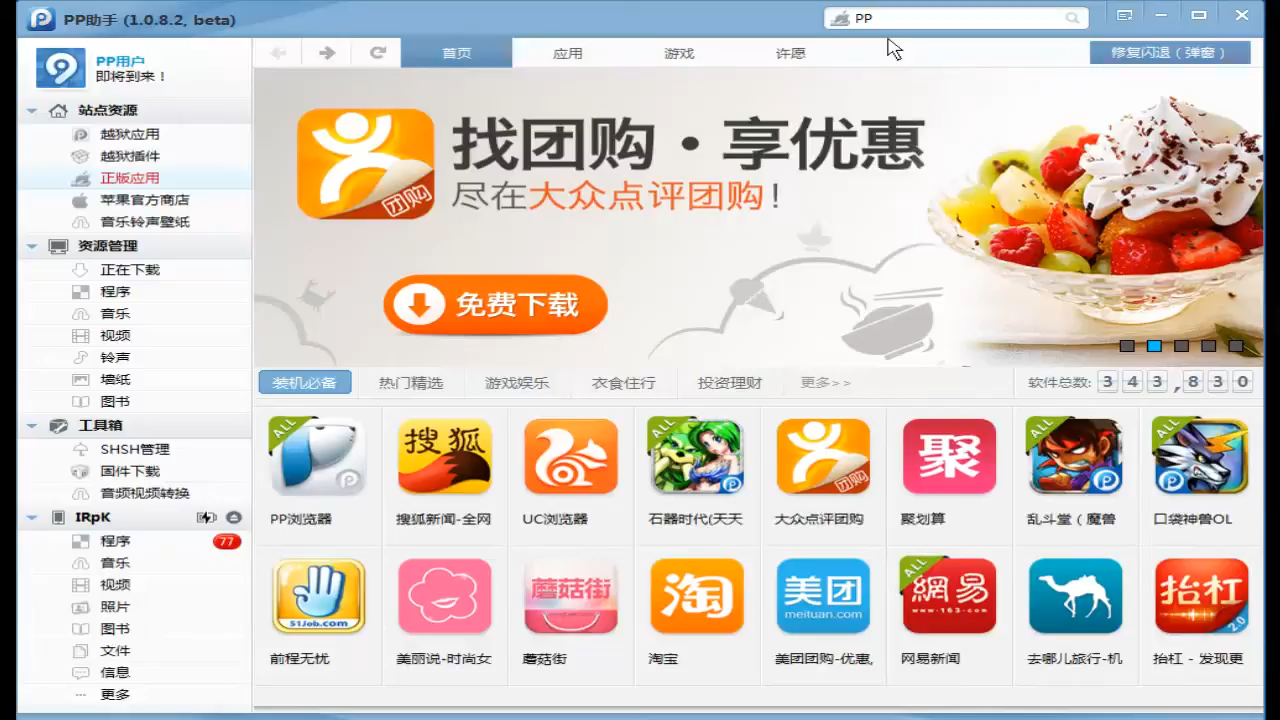 PP助手 (1.0.8.2, beta)
PP
PP用户
即将到来！
首页
应用
游戏
许愿
修复闪退（弹窗）
站点资源
越狱应用
越狱插件
正版应用
苹果官方商店
音乐铃声壁纸
资源管理
正在下载
程序
音乐
视频
铃声
墙纸
图书
工具箱
SHSH管理
固件下载
音频视频转换
IRpK
程序
77
音乐
视频
照片
图书
文件
信息
更多
团购
找团购·享优惠
尽在大众点评团购！
免费下载
装机必备
热门精选
游戏娱乐
衣食住行
投资理财
更多>>
软件总数: 343,830
ALL
搜狐
ALL
团购
聚
ALL
ALL
PP浏览器
搜狐新闻-全网
UC浏览器
石器时代(天天
大众点评团购
聚划算
乱斗堂（魔兽
口袋神兽OL
51Job.com
蘑菇街
淘
美团
meituan.com
ALL
網易
www.163.com
抬杠
2.0
前程无忧
美丽说-时尚女
蘑菇街
淘宝
美团团购-优惠,
网易新闻
去哪儿旅行-机
抬杠 - 发现更